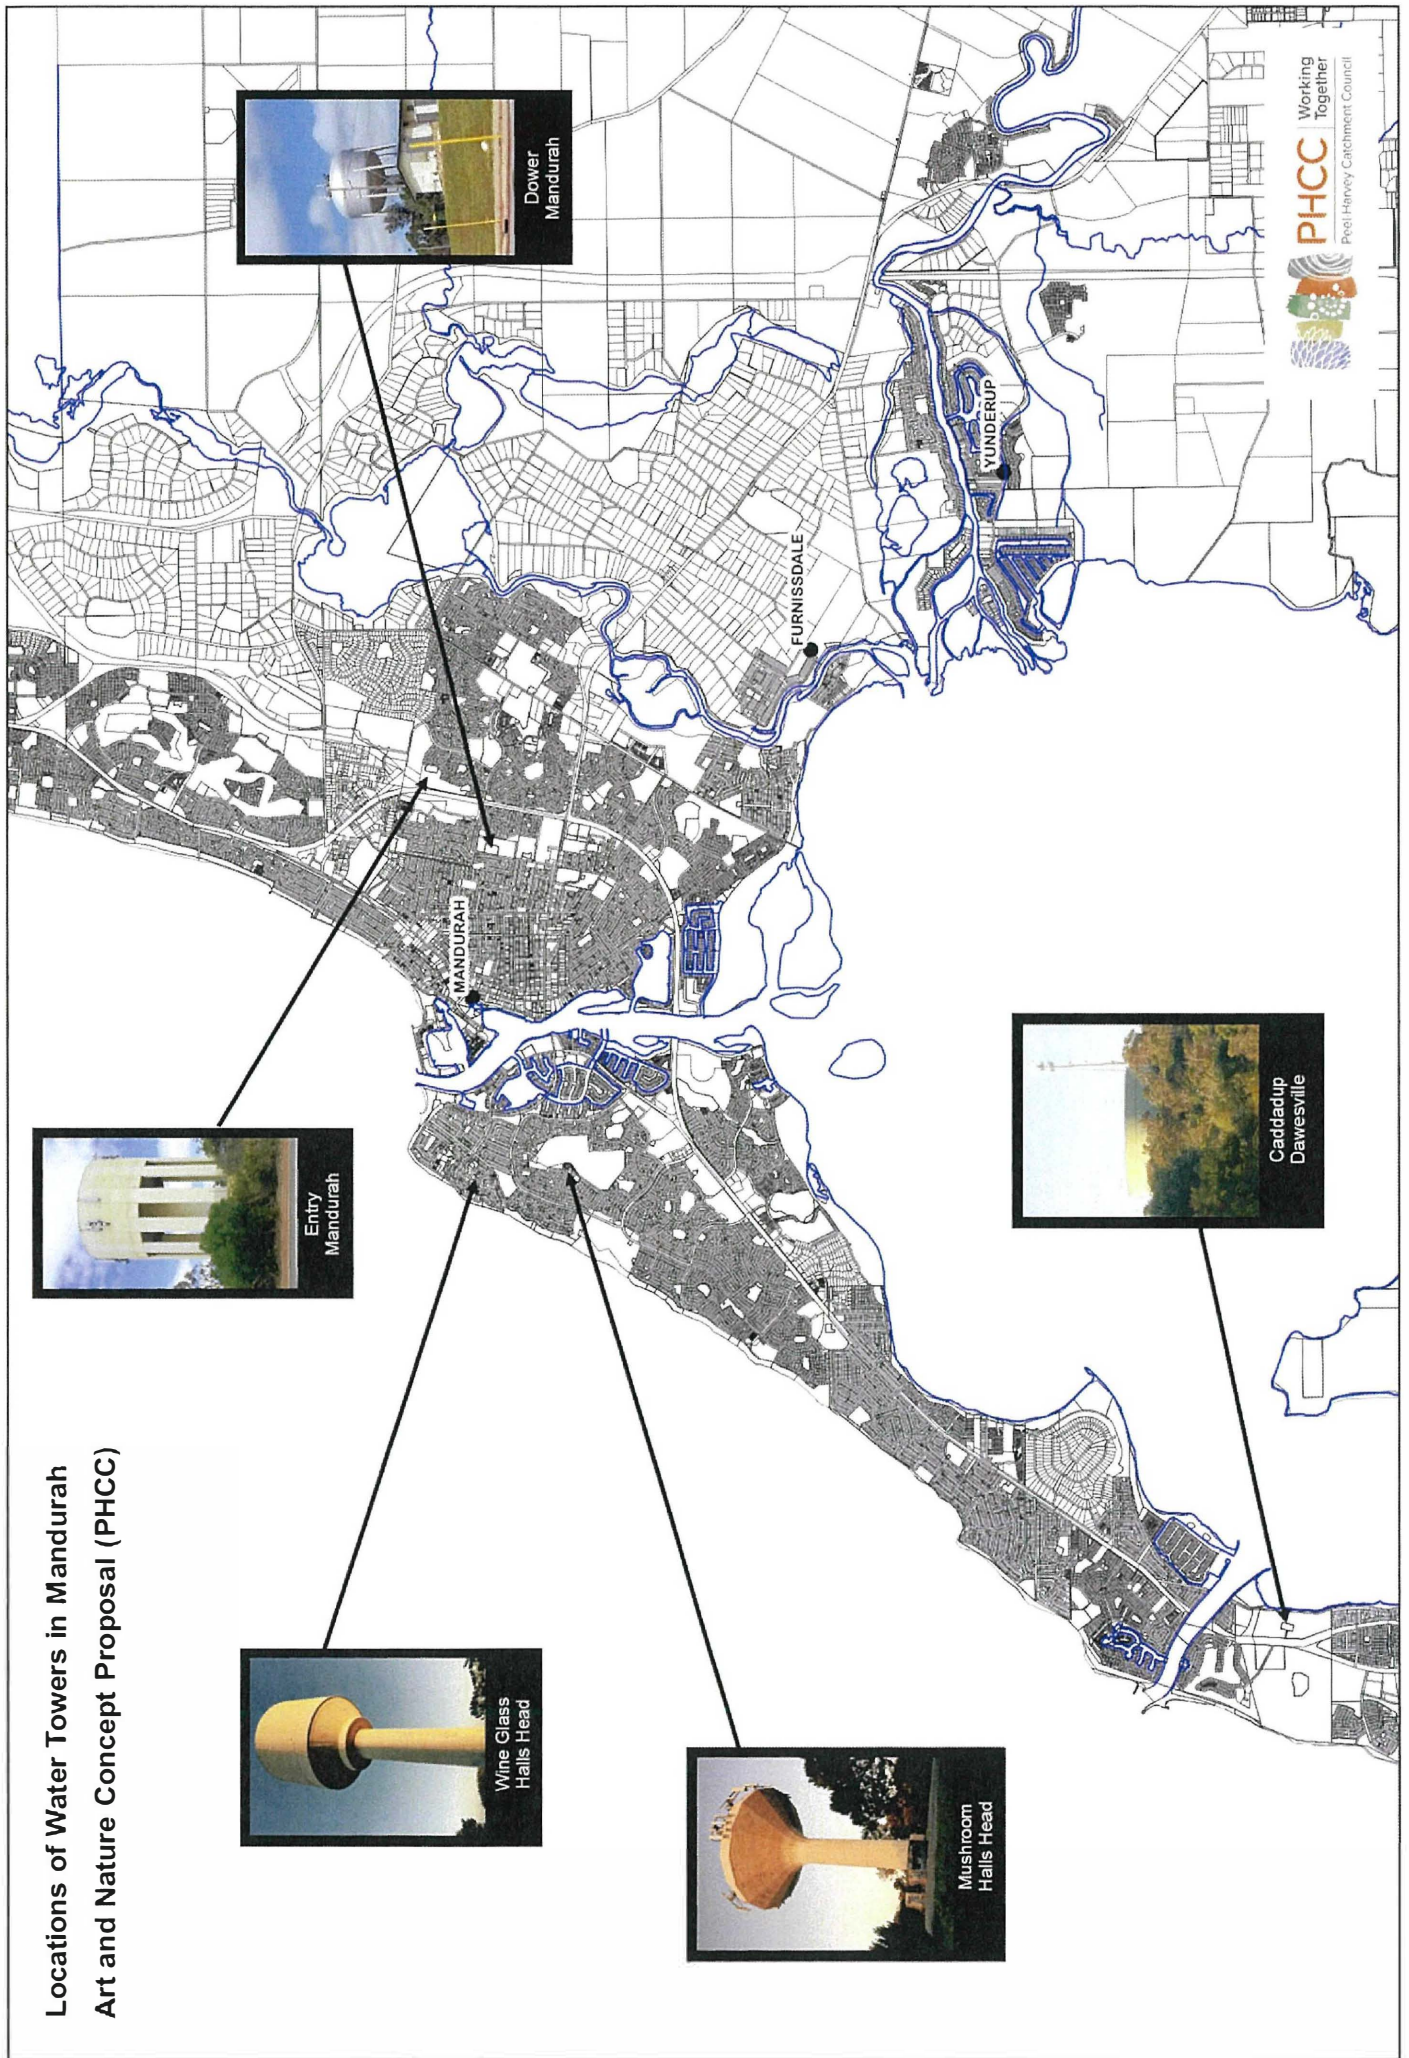 Locations of Water Towers in Mandurah
Art and Nature Concept Proposal (PHCC)
Entry
Mandurah
Dower
Mandurah
Wine Glass
Halls Head
Mushroom
Halls Head
Caddadup
Dawesville
MANDURAH
FURNISSDALE
YUNDERUP
PHCC
Working
Together
Peel-Harvey Catchment Council